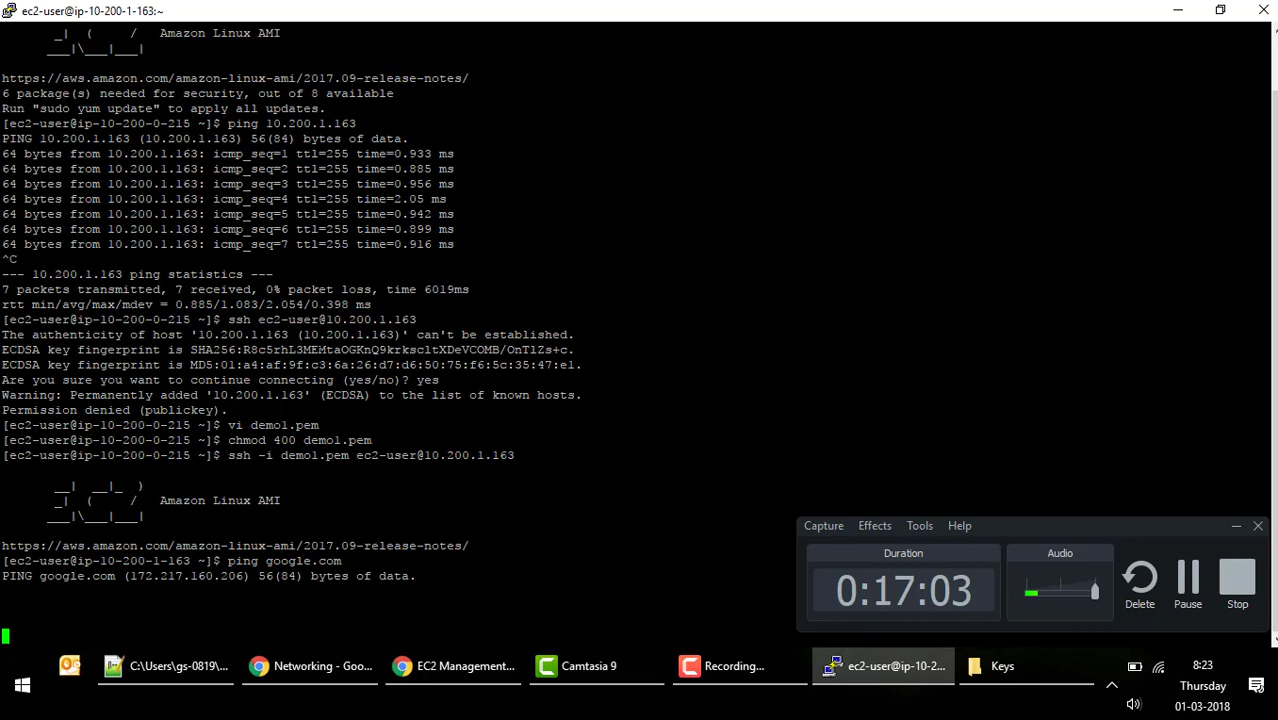 ec2-user@ip-10-200-1-163:~
_|  (     /   Amazon Linux AMI
___|\___|___|
https://aws.amazon.com/amazon-linux-ami/2017.09-release-notes/
6 package(s) needed for security, out of 8 available
Run "sudo yum update" to apply all updates.
[ec2-user@ip-10-200-0-215 ~]$ ping 10.200.1.163
PING 10.200.1.163 (10.200.1.163) 56(84) bytes of data.
64 bytes from 10.200.1.163: icmp_seq=1 ttl=255 time=0.933 ms
64 bytes from 10.200.1.163: icmp_seq=2 ttl=255 time=0.885 ms
64 bytes from 10.200.1.163: icmp_seq=3 ttl=255 time=0.956 ms
64 bytes from 10.200.1.163: icmp_seq=4 ttl=255 time=2.05 ms
64 bytes from 10.200.1.163: icmp_seq=5 ttl=255 time=0.942 ms
64 bytes from 10.200.1.163: icmp_seq=6 ttl=255 time=0.899 ms
64 bytes from 10.200.1.163: icmp_seq=7 ttl=255 time=0.916 ms
^C
--- 10.200.1.163 ping statistics ---
7 packets transmitted, 7 received, 0% packet loss, time 6019ms
rtt min/avg/max/mdev = 0.885/1.083/2.054/0.398 ms
[ec2-user@ip-10-200-0-215 ~]$ ssh ec2-user@10.200.1.163
The authenticity of host '10.200.1.163 (10.200.1.163)' can't be established.
ECDSA key fingerprint is SHA256:R8c5rhL3MEMtaOGKnQ9krkscltXDeVCOMB/OnTlZs+c.
ECDSA key fingerprint is MD5:01:a4:af:9f:c3:6a:26:d7:d6:50:75:f6:5c:35:47:e1.
Are you sure you want to continue connecting (yes/no)? yes
Warning: Permanently added '10.200.1.163' (ECDSA) to the list of known hosts.
Permission denied (publickey).
[ec2-user@ip-10-200-0-215 ~]$ vi demo1.pem
[ec2-user@ip-10-200-0-215 ~]$ chmod 400 demo1.pem
[ec2-user@ip-10-200-0-215 ~]$ ssh -i demo1.pem ec2-user@10.200.1.163
__|  __|_  )
_|  (     /   Amazon Linux AMI
___|\___|___|
https://aws.amazon.com/amazon-linux-ami/2017.09-release-notes/
[ec2-user@ip-10-200-1-163 ~]$ ping google.com
PING google.com (172.217.160.206) 56(84) bytes of data.
Capture Effects Tools Help
Duration Audio
0:17:03
Delete Pause Stop
C:\Users\gs-0819\... Networking - Goo... EC2 Management... Camtasia 9 Recording... ec2-user@ip-10-2... Keys
8:23
Thursday
01-03-2018